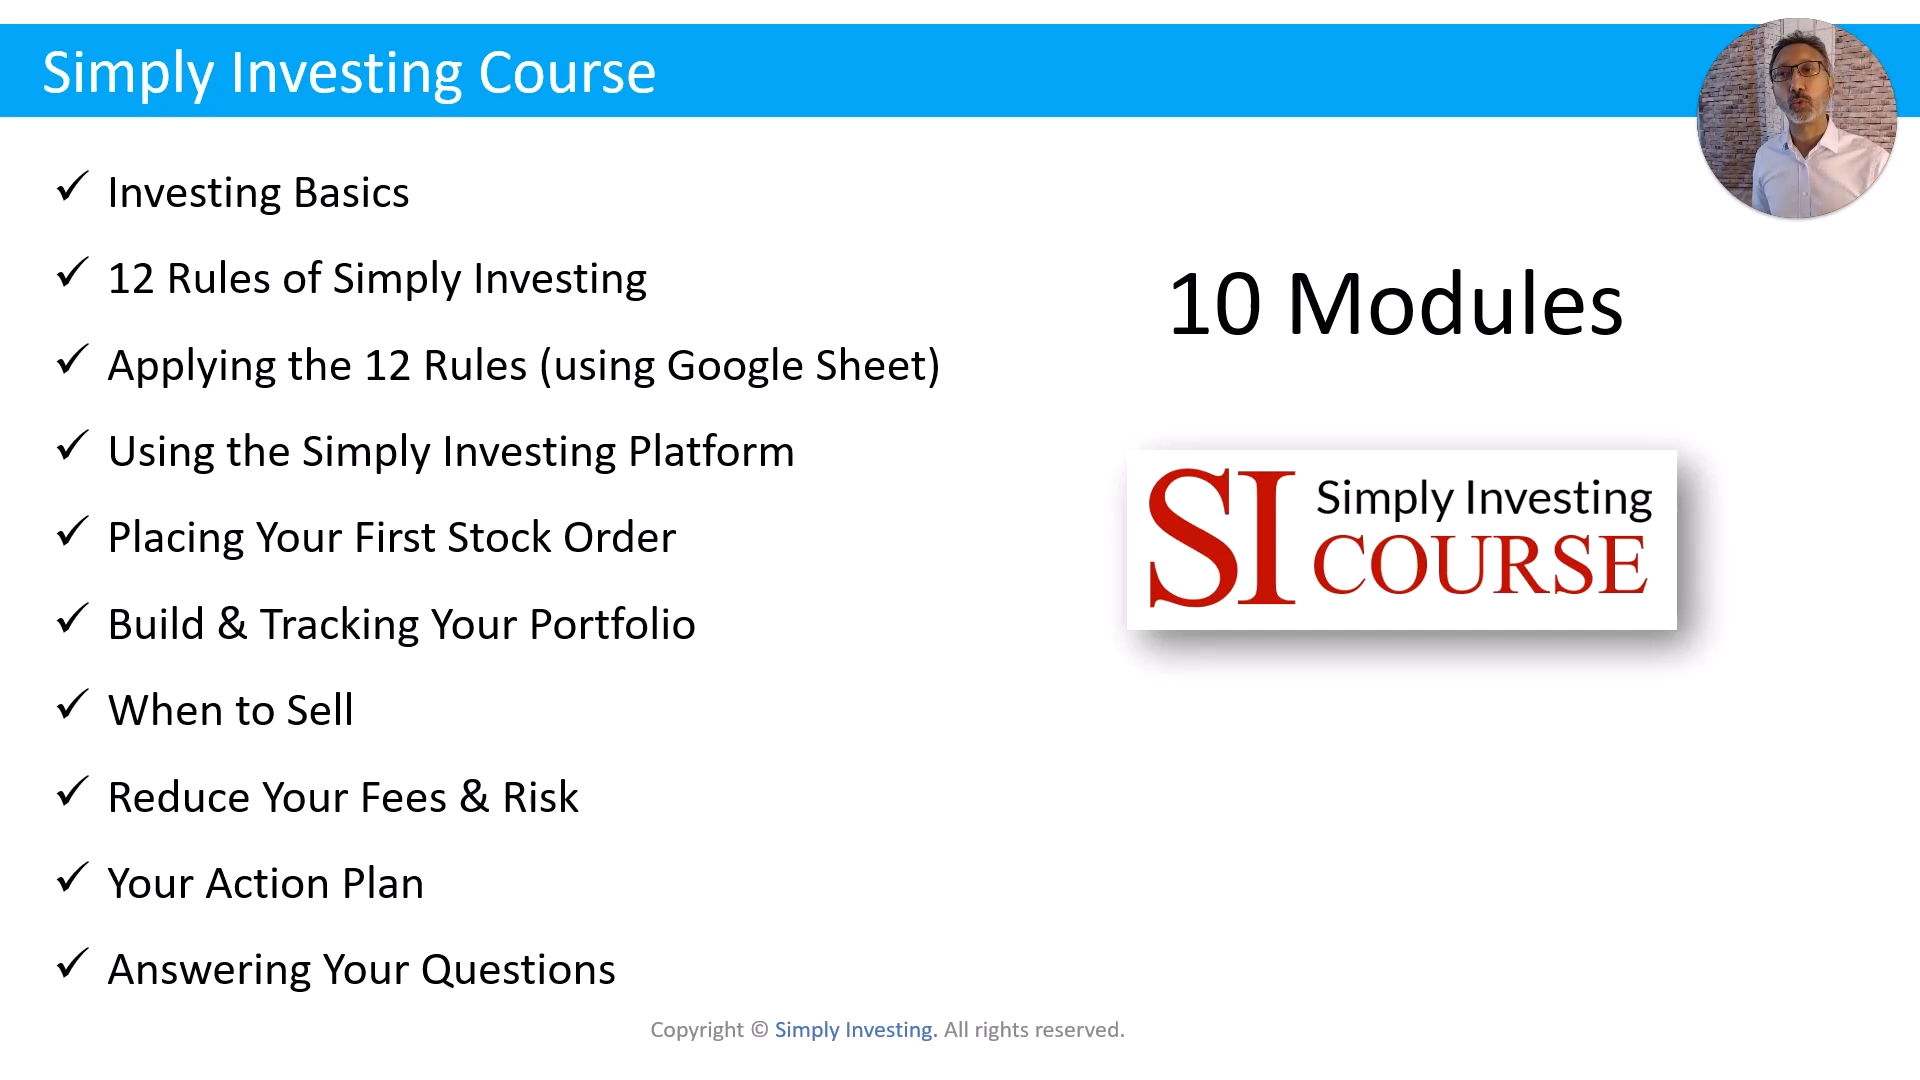 Simply Investing Course
Investing Basics
12 Rules of Simply Investing
Applying the 12 Rules (using Google Sheet)
Using the Simply Investing Platform
Placing Your First Stock Order
Build & Tracking Your Portfolio
When to Sell
Reduce Your Fees & Risk
Your Action Plan
Answering Your Questions
10 Modules
SI
Simply Investing
COURSE
Copyright © Simply Investing. All rights reserved.